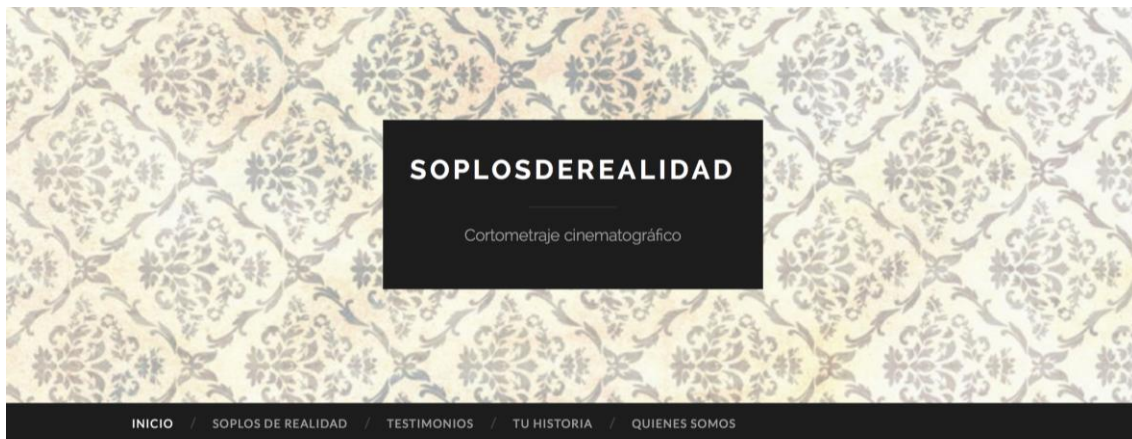 SOPLOSDEREALIDAD
Cortometraje cinematográfico
INICIO / SOPLOS DE REALIDAD / TESTIMONIOS / TU HISTORIA / QUIENES SOMOS